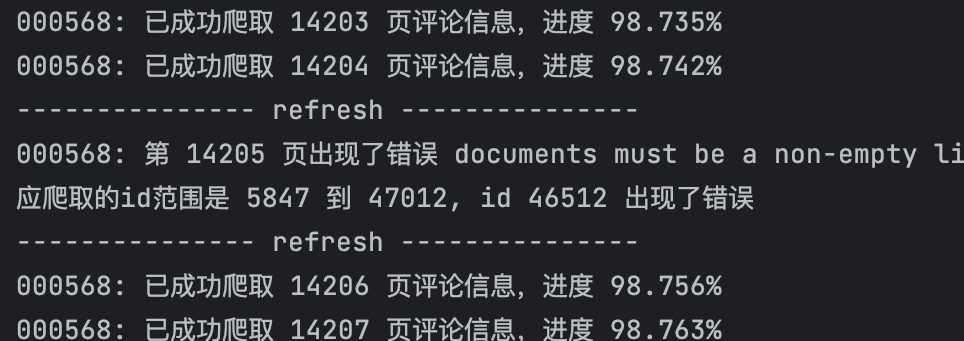 000568: 已成功爬取 14203 页评论信息, 进度 98.735%
000568: 已成功爬取 14204 页评论信息, 进度 98.742%
--------------- refresh ---------------
000568: 第 14205 页出现了错误 documents must be a non-empty li
应爬取的id范围是 5847 到 47012, id 46512 出现了错误
--------------- refresh ---------------
000568: 已成功爬取 14206 页评论信息, 进度 98.756%
000568: 已成功爬取 14207 页评论信息, 进度 98.763%